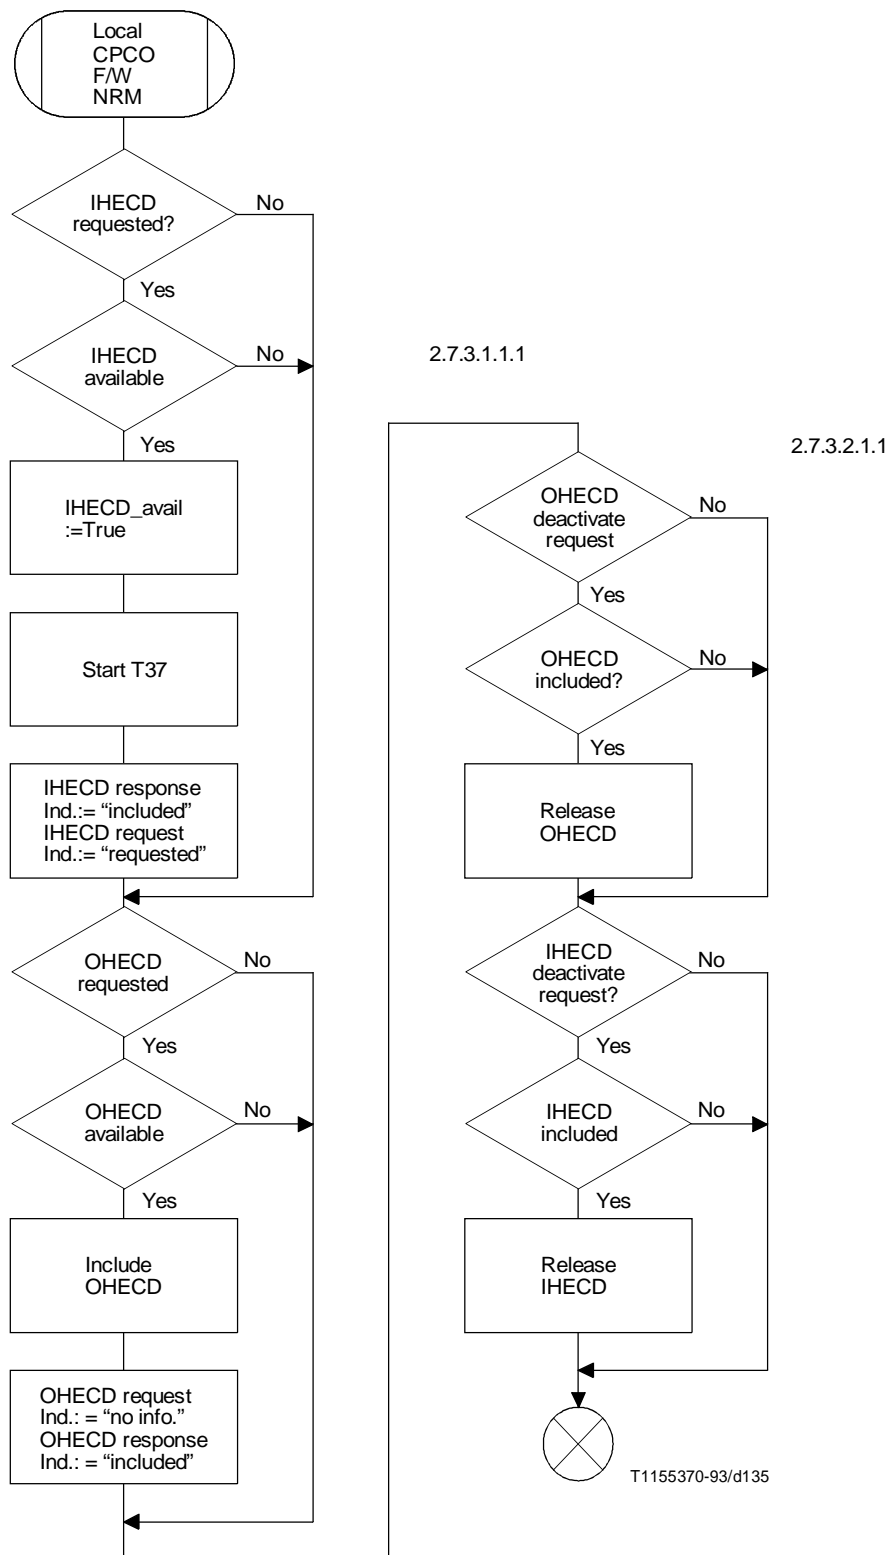 Local
CPCO
F/W
NRM
IHECD
requested?
No
Yes
IHECD
available
No
Yes
IHECD_avail
:=True
Start T37
IHECD response
Ind.:= “included”
IHECD request
Ind.:= “requested”
OHECD
requested
No
Yes
OHECD
available
No
Yes
Include
OHECD
OHECD request
Ind.: = “no info.”
OHECD response
Ind.: = “included”
2.7.3.1.1.1
2.7.3.2.1.1
OHECD
deactivate
request
No
Yes
OHECD
included?
No
Yes
Release
OHECD
IHECD
deactivate
request?
No
Yes
IHECD
included
No
Yes
Release
IHECD
T1155370-93/d135